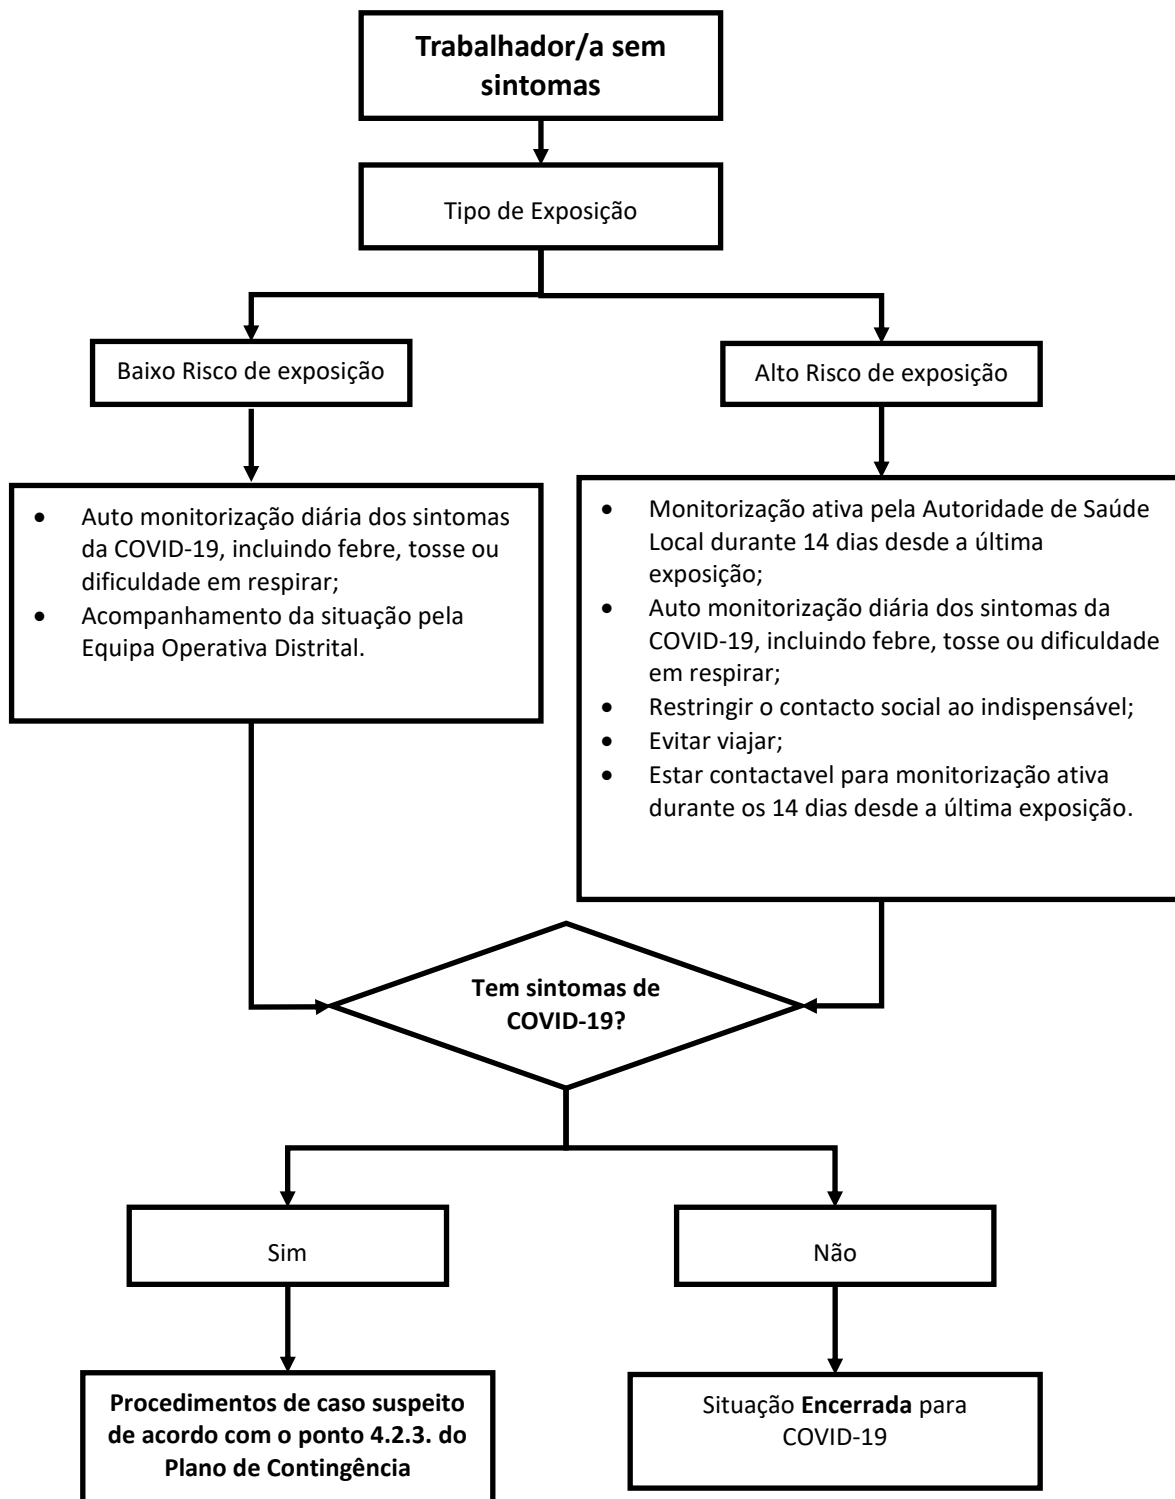 Trabalhador/a sem
sintomas
Tipo de Exposição
Baixo Risco de exposição
Alto Risco de exposição
• Auto monitorização diária dos sintomas
da COVID-19, incluindo febre, tosse ou
dificuldade em respirar;
• Acompanhamento da situação pela
Equipa Operativa Distrital.
• Monitorização ativa pela Autoridade de Saúde
Local durante 14 dias desde a última
exposição;
• Auto monitorização diária dos sintomas da
COVID-19, incluindo febre, tosse ou dificuldade
em respirar;
• Restringir o contacto social ao indispensável;
• Evitar viajar;
• Estar contactavel para monitorização ativa
durante os 14 dias desde a última exposição.
Tem sintomas de
COVID-19?
Sim
Não
Procedimentos de caso suspeito
de acordo com o ponto 4.2.3. do
Plano de Contingência
Situação Encerrada para
COVID-19